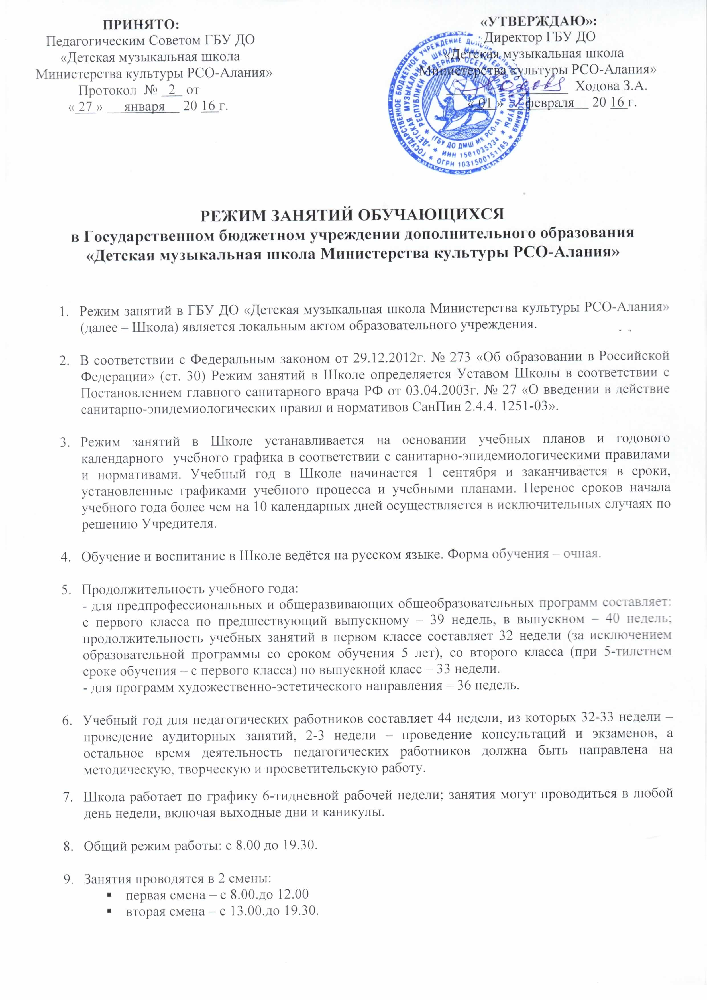 ПРИНЯТО:
Педагогическим Советом ГБУ ДО
«Детская музыкальная школа
Министерства культуры РСО-Алания»
Протокол № 2 от
« 27 » января 20 16 г.
«УТВЕРЖДАЮ»:
Директор ГБУ ДО
«Детская музыкальная школа
Министерства культуры РСО-Алания»
Ходова З.А.
« 01 » февраля 20 16 г.
ГОСУДАРСТВЕННОЕ БЮДЖЕТНОЕ УЧРЕЖДЕНИЕ ДОПОЛНИТЕЛЬНОГО ОБРАЗОВАНИЯ
"ДЕТСКАЯ МУЗЫКАЛЬНАЯ ШКОЛА МИНИСТЕРСТВА КУЛЬТУРЫ
РЕСПУБЛИКИ СЕВЕРНАЯ ОСЕТИЯ-АЛАНИЯ"
(ГБУ ДО ДМШ МК РСО-А)
* ИНН 1501035334 *
* ОГРН 1031500151165 *
РЕЖИМ ЗАНЯТИЙ ОБУЧАЮЩИХСЯ
в Государственном бюджетном учреждении дополнительного образования
«Детская музыкальная школа Министерства культуры РСО-Алания»
1. Режим занятий в ГБУ ДО «Детская музыкальная школа Министерства культуры РСО-Алания»
(далее – Школа) является локальным актом образовательного учреждения.
2. В соответствии с Федеральным законом от 29.12.2012г. № 273 «Об образовании в Российской
Федерации» (ст. 30) Режим занятий в Школе определяется Уставом Школы в соответствии с
Постановлением главного санитарного врача РФ от 03.04.2003г. № 27 «О введении в действие
санитарно-эпидемиологических правил и нормативов СанПин 2.4.4. 1251-03».
3. Режим занятий в Школе устанавливается на основании учебных планов и годового
календарного учебного графика в соответствии с санитарно-эпидемиологическими правилами
и нормативами. Учебный год в Школе начинается 1 сентября и заканчивается в сроки,
установленные графиками учебного процесса и учебными планами. Перенос сроков начала
учебного года более чем на 10 календарных дней осуществляется в исключительных случаях по
решению Учредителя.
4. Обучение и воспитание в Школе ведётся на русском языке. Форма обучения – очная.
5. Продолжительность учебного года:
- для предпрофессиональных и общеразвивающих общеобразовательных программ составляет:
с первого класса по предшествующий выпускному – 39 недель, в выпускном – 40 недель;
продолжительность учебных занятий в первом классе составляет 32 недели (за исключением
образовательной программы со сроком обучения 5 лет), со второго класса (при 5-тилетнем
сроке обучения – с первого класса) по выпускной класс – 33 недели.
- для программ художественно-эстетического направления – 36 недель.
6. Учебный год для педагогических работников составляет 44 недели, из которых 32-33 недели –
проведение аудиторных занятий, 2-3 недели – проведение консультаций и экзаменов, а
остальное время деятельность педагогических работников должна быть направлена на
методическую, творческую и просветительскую работу.
7. Школа работает по графику 6-тидневной рабочей недели; занятия могут проводиться в любой
день недели, включая выходные дни и каникулы.
8. Общий режим работы: с 8.00 до 19.30.
9. Занятия проводятся в 2 смены:
▪ первая смена – с 8.00.до 12.00
▪ вторая смена – с 13.00.до 19.30.